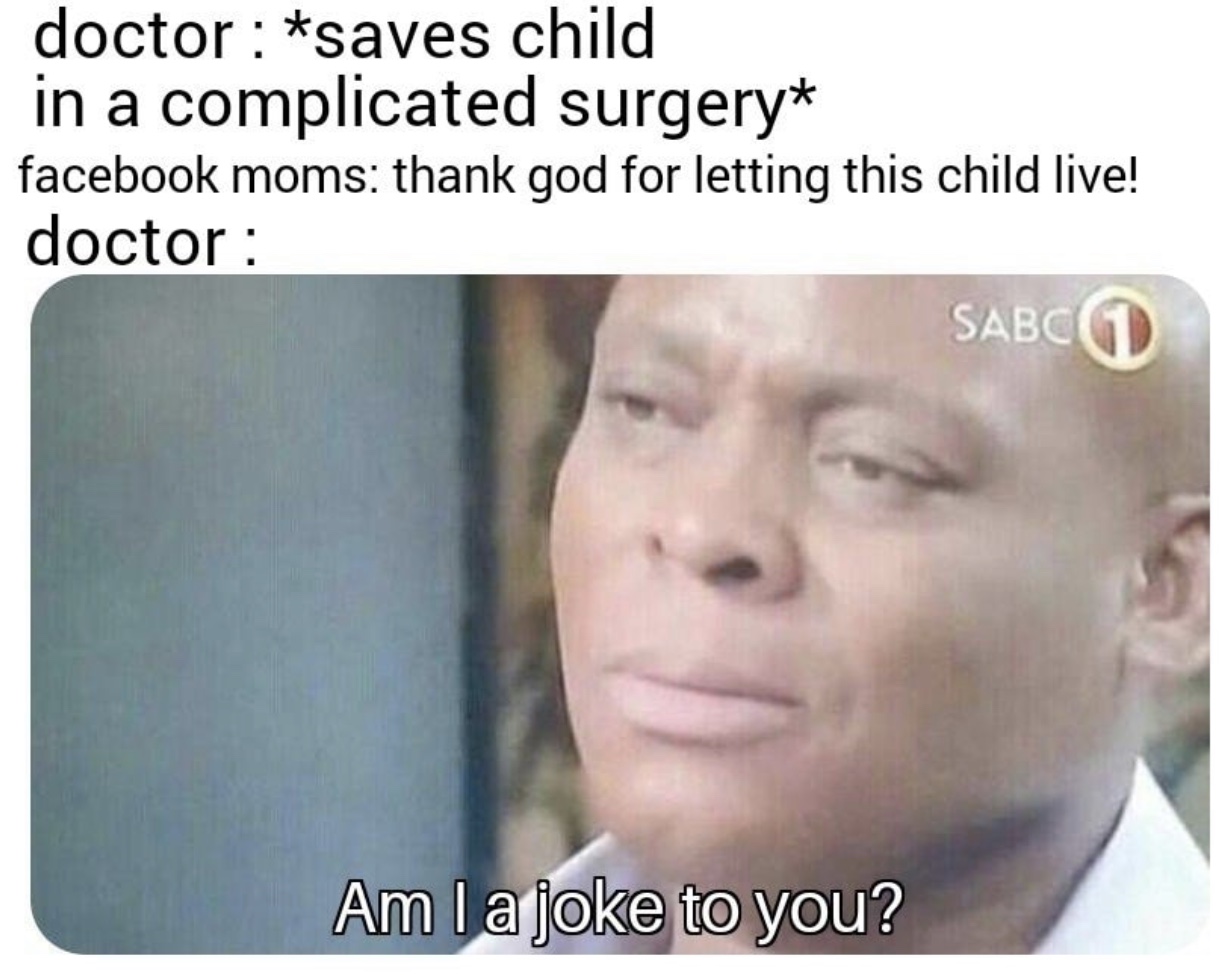 doctor : *saves child
in a complicated surgery*
facebook moms: thank god for letting this child live!
doctor :
SABC 1
Am I a joke to you?